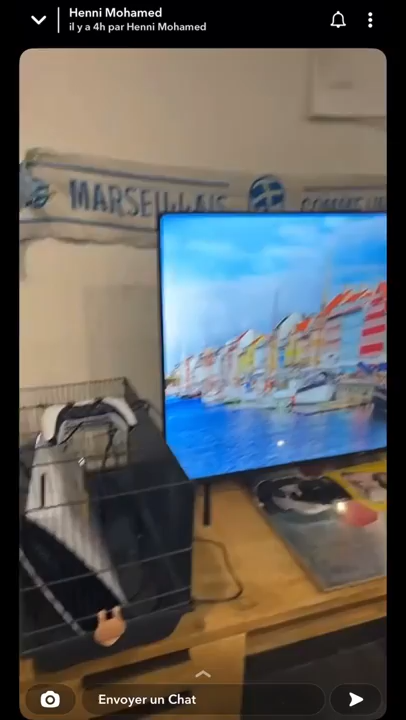 Henni Mohamed
il y a 4h par Henni Mohamed
MARSEILLAIS
Envoyer un Chat